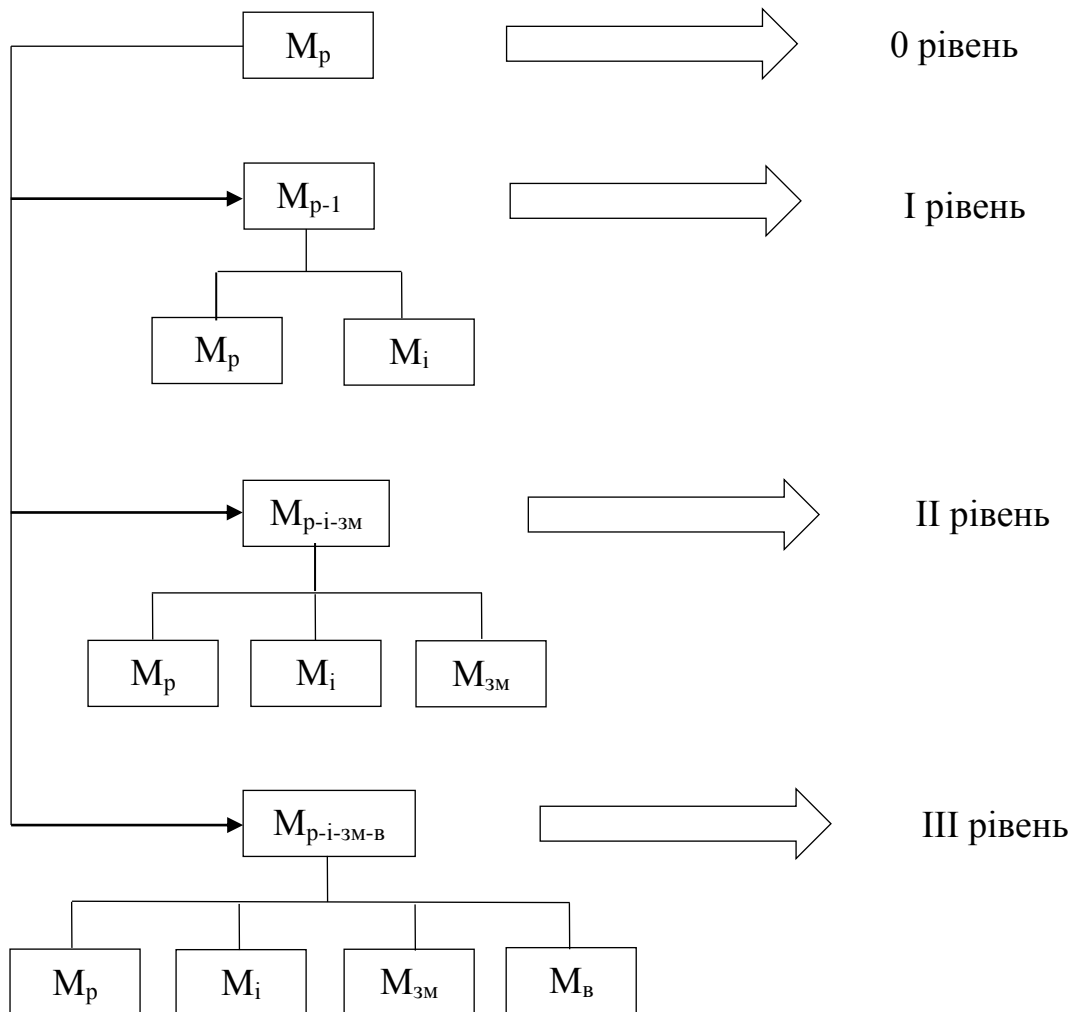 Мр 0 рівень
Мр-1 І рівень
Мр Мі
Мр-і-зм ІІ рівень
Мр Мі Мзм
Мр-і-зм-в ІІІ рівень
Мр Мі Мзм Мв